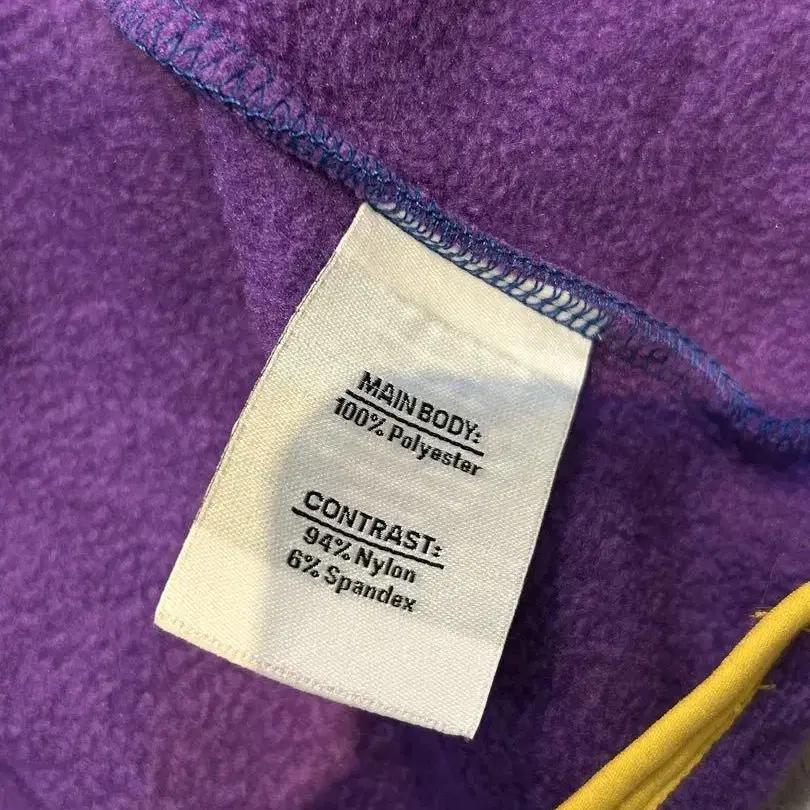 MAIN BODY:
100% Polyester
CONTRAST:
94% Nylon
6% Spandex